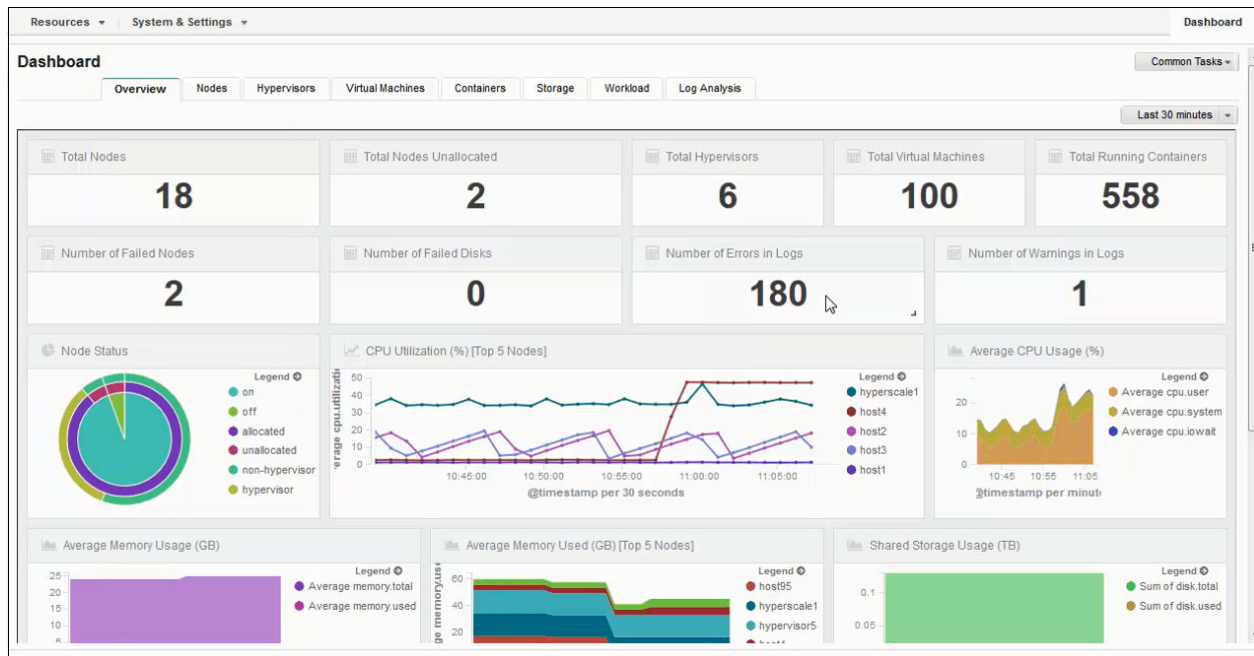 Resources
System & Settings
Dashboard
Dashboard
Common Tasks
Overview
Nodes
Hypervisors
Virtual Machines
Containers
Storage
Workload
Log Analysis
Last 30 minutes
Total Nodes
18
Total Nodes Unallocated
2
Total Hypervisors
6
Total Virtual Machines
100
Total Running Containers
558
Number of Failed Nodes
2
Number of Failed Disks
0
Number of Errors in Logs
180
Number of Warnings in Logs
1
Node Status
Legend
on
off
allocated
unallocated
non-hypervisor
hypervisor
CPU Utilization (%) [Top 5 Nodes]
erage cpu.utilizati
50
40
30
20
10
0
10:45:00
10:50:00
10:55:00
11:00:00
11:05:00
@timestamp per 30 seconds
Legend
hyperscale1
host4
host2
host3
host1
Average CPU Usage (%)
20
10
0
10:45
10:55
11:05
@timestamp per minut
Legend
Average cpu.user
Average cpu.system
Average cpu.iowait
Average Memory Usage (GB)
25
20
15
10
5
Legend
Average memory.total
Average memory.used
Average Memory Used (GB) [Top 5 Nodes]
ge memory.us
60
40
20
Legend
host95
hyperscale1
hypervisor5
Shared Storage Usage (TB)
0.1
0.05
Legend
Sum of disk.total
Sum of disk.used